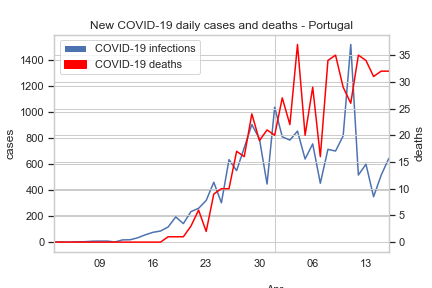 New COVID-19 daily cases and deaths - Portugal
COVID-19 infections
COVID-19 deaths
cases
1400
1200
1000
800
600
400
200
0
deaths
35
30
25
20
15
10
5
0
09 16 23 30 06 13